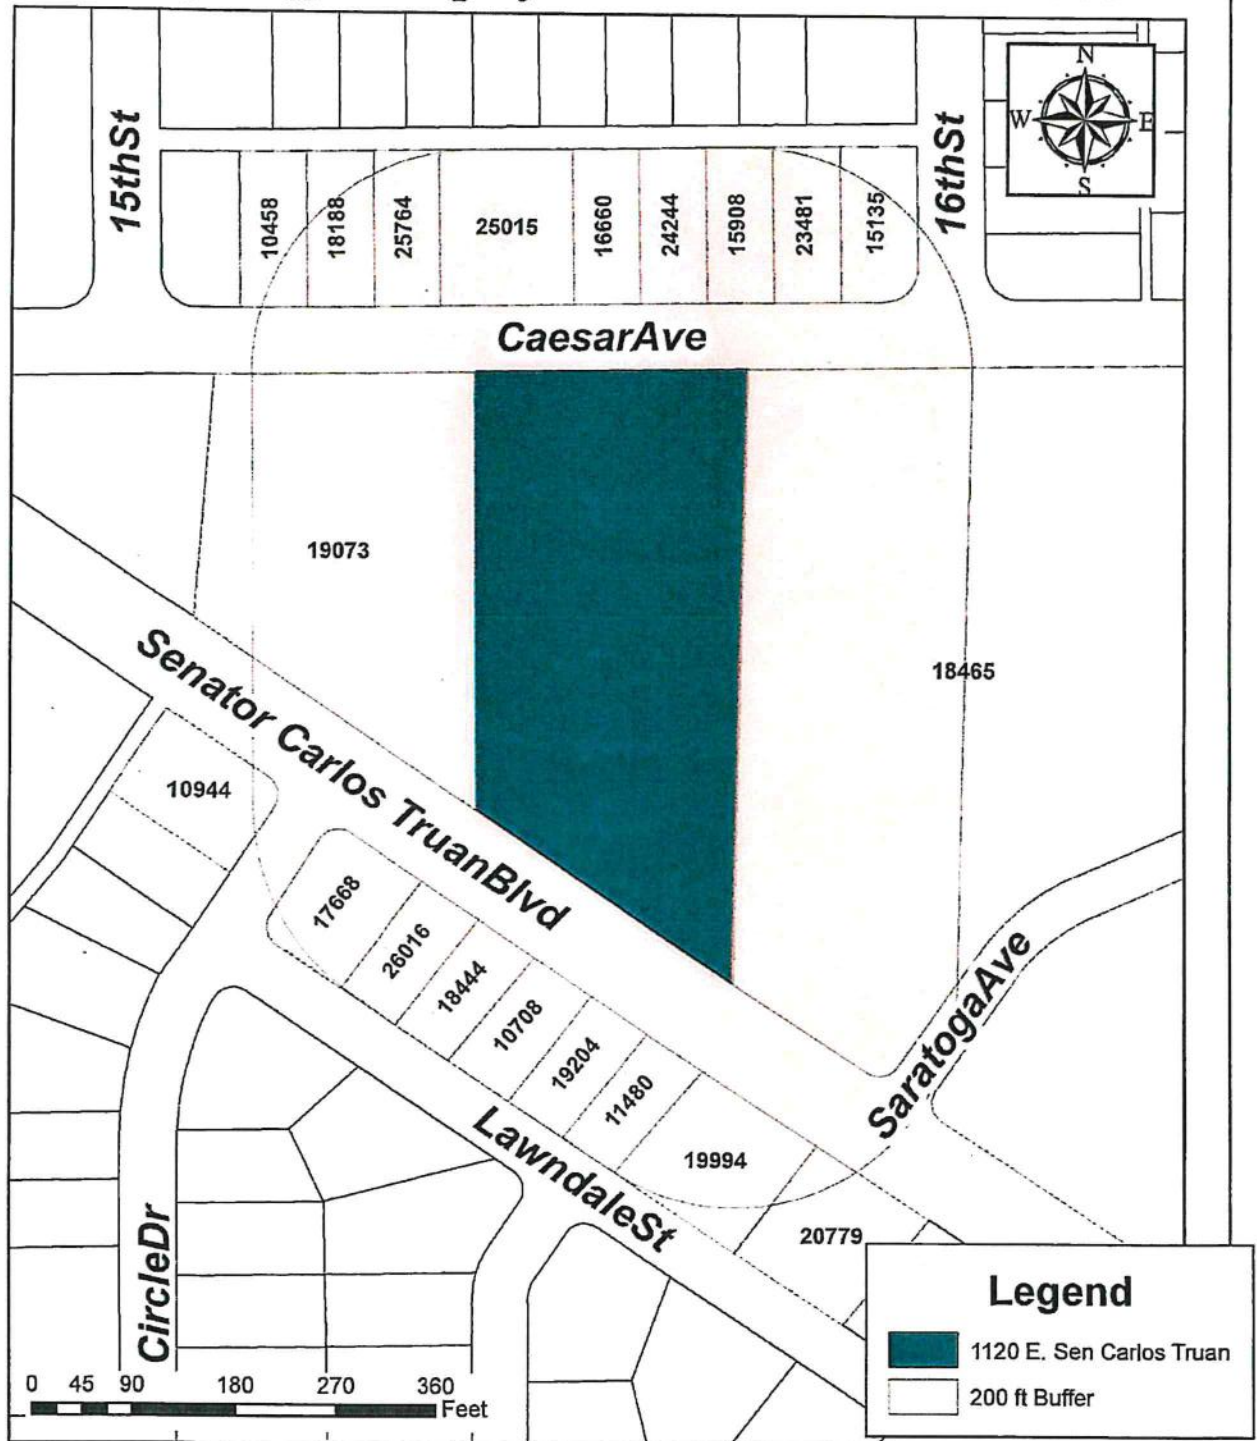 N
W E
S
15thSt
16thSt
10458
18188
25764
25015
16660
24244
15908
23481
15135
CaesarAve
19073
18465
Senator Carlos TruanBlvd
10944
17668
26016
18444
10708
19204
11480
19994
20779
SaratogaAve
LawndaleSt
CircleDr
Legend
1120 E. Sen Carlos Truan
200 ft Buffer
0 45 90 180 270 360
Feet